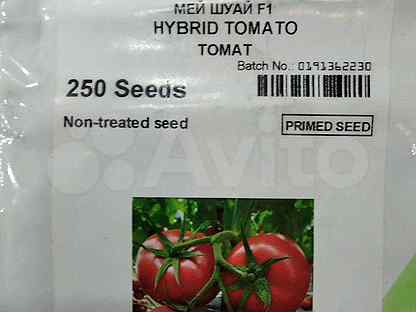 МЕЙ ШУАЙ F1
HYBRID TOMATO
ТОМАТ
Batch No.: 0191362230
250 Seeds
Non-treated seed
PRIMED SEED
Avito